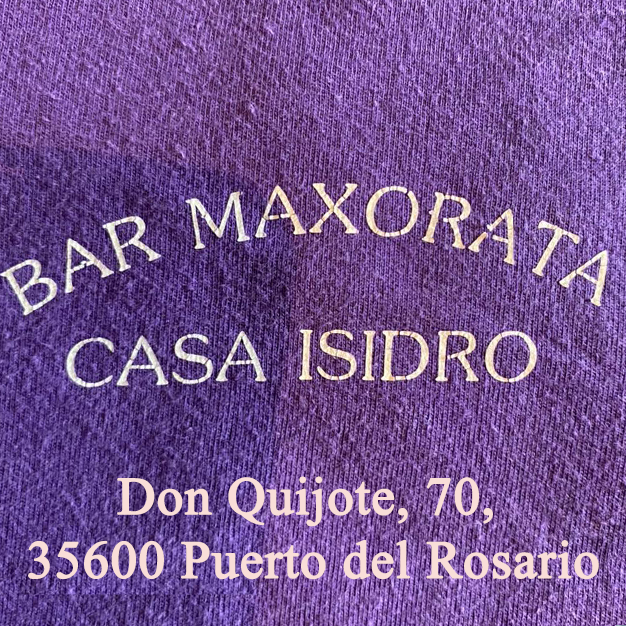 BAR MAXORATA
CASA ISIDRO
Don Quijote, 70,
35600 Puerto del Rosario